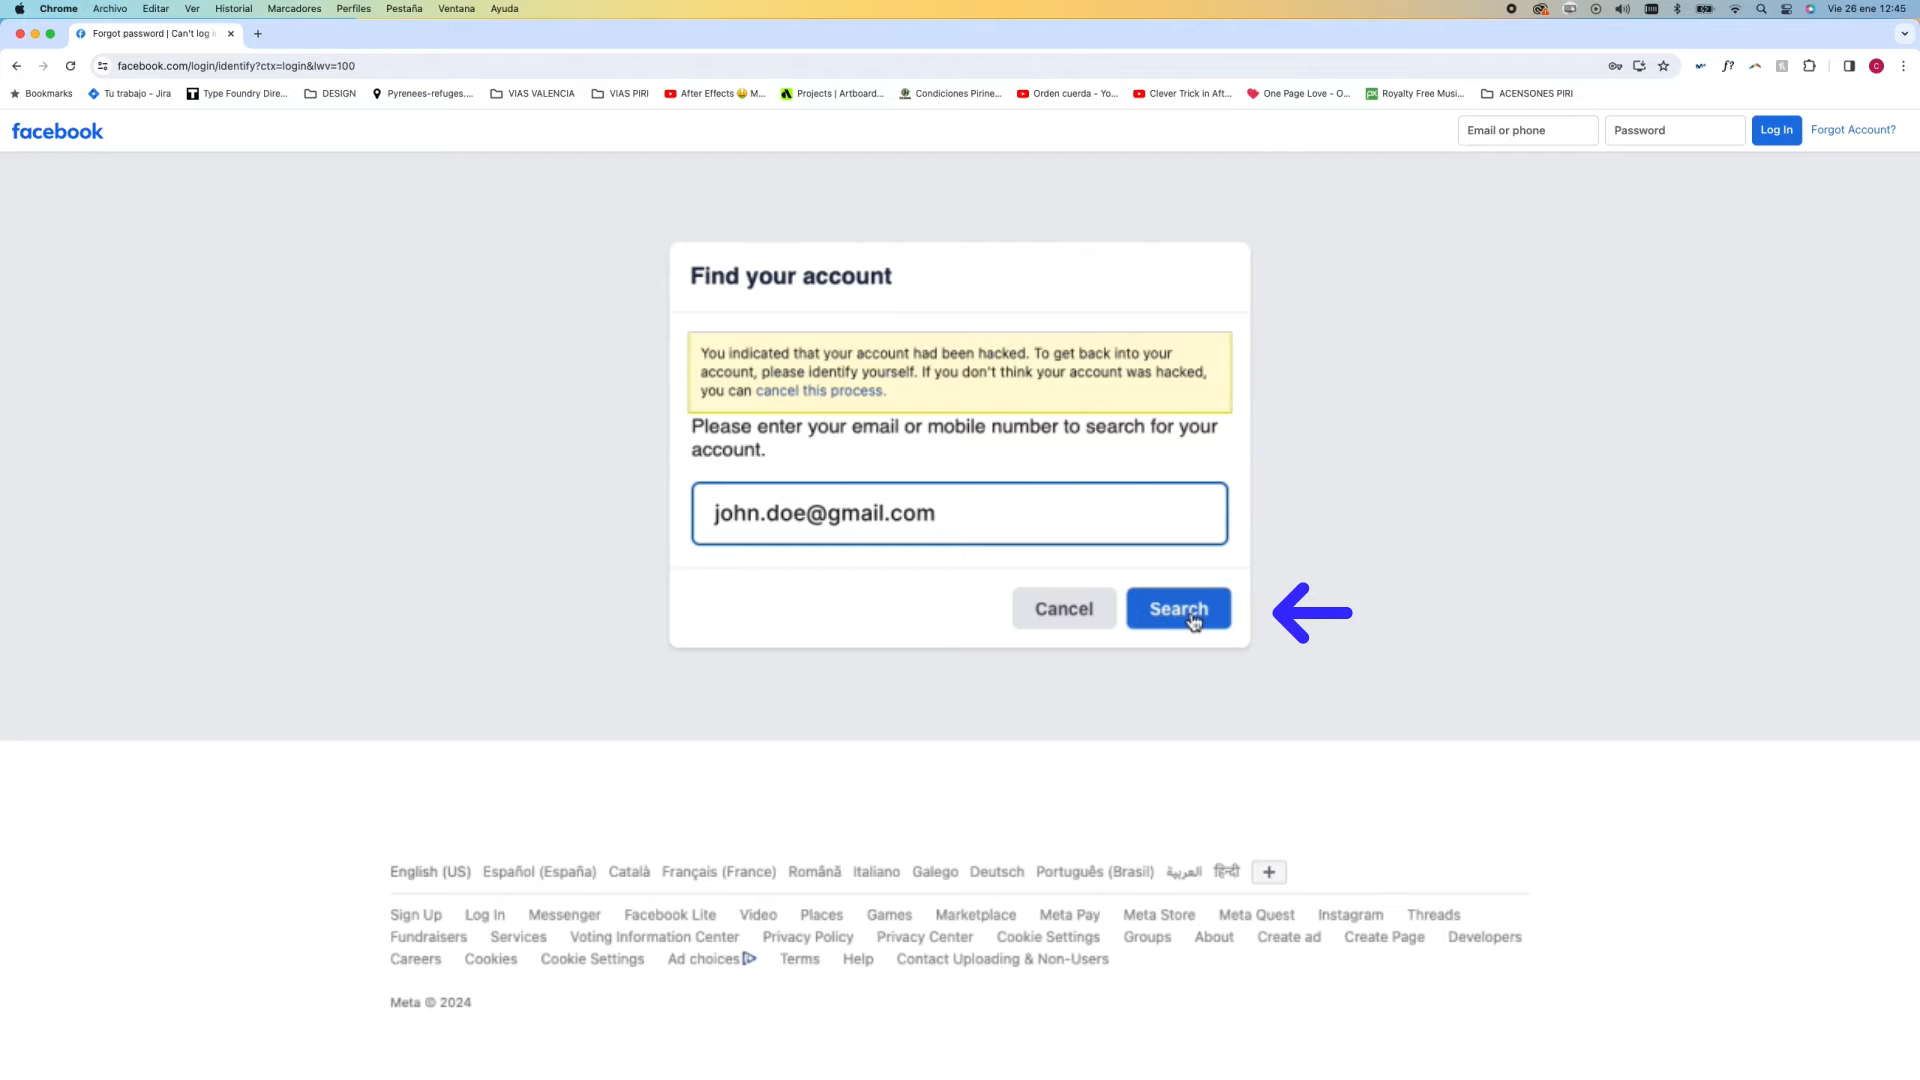 Chrome Archivo Editar Ver Historial Marcadores Perfiles Pestaña Ventana Ayuda Vie 26 ene 12:45
Forgot password | Can't log i
facebook.com/login/identify?ctx=login&lwv=100
Bookmarks Tu trabajo - Jira Type Foundry Dire... DESIGN Pyrenees-refuges.... VIAS VALENCIA VIAS PIRI After Effects 😛 M... Projects | Artboard... Condiciones Pirine... Orden cuerda - Yo... Clever Trick in Aft... One Page Love - O... Royalty Free Musi... ACENSONES PIRI
facebook Email or phone Password Log In Forgot Account?
Find your account
You indicated that your account had been hacked. To get back into your
account, please identify yourself. If you don't think your account was hacked,
you can cancel this process.
Please enter your email or mobile number to search for your
account.
john.doe@gmail.com
Cancel Search
English (US) Español (España) Català Français (France) Română Italiano Galego Deutsch Português (Brasil) العربية हिन्दी +
Sign Up Log In Messenger Facebook Lite Video Places Games Marketplace Meta Pay Meta Store Meta Quest Instagram Threads
Fundraisers Services Voting Information Center Privacy Policy Privacy Center Cookie Settings Groups About Create ad Create Page Developers
Careers Cookies Cookie Settings Ad choices Terms Help Contact Uploading & Non-Users
Meta © 2024